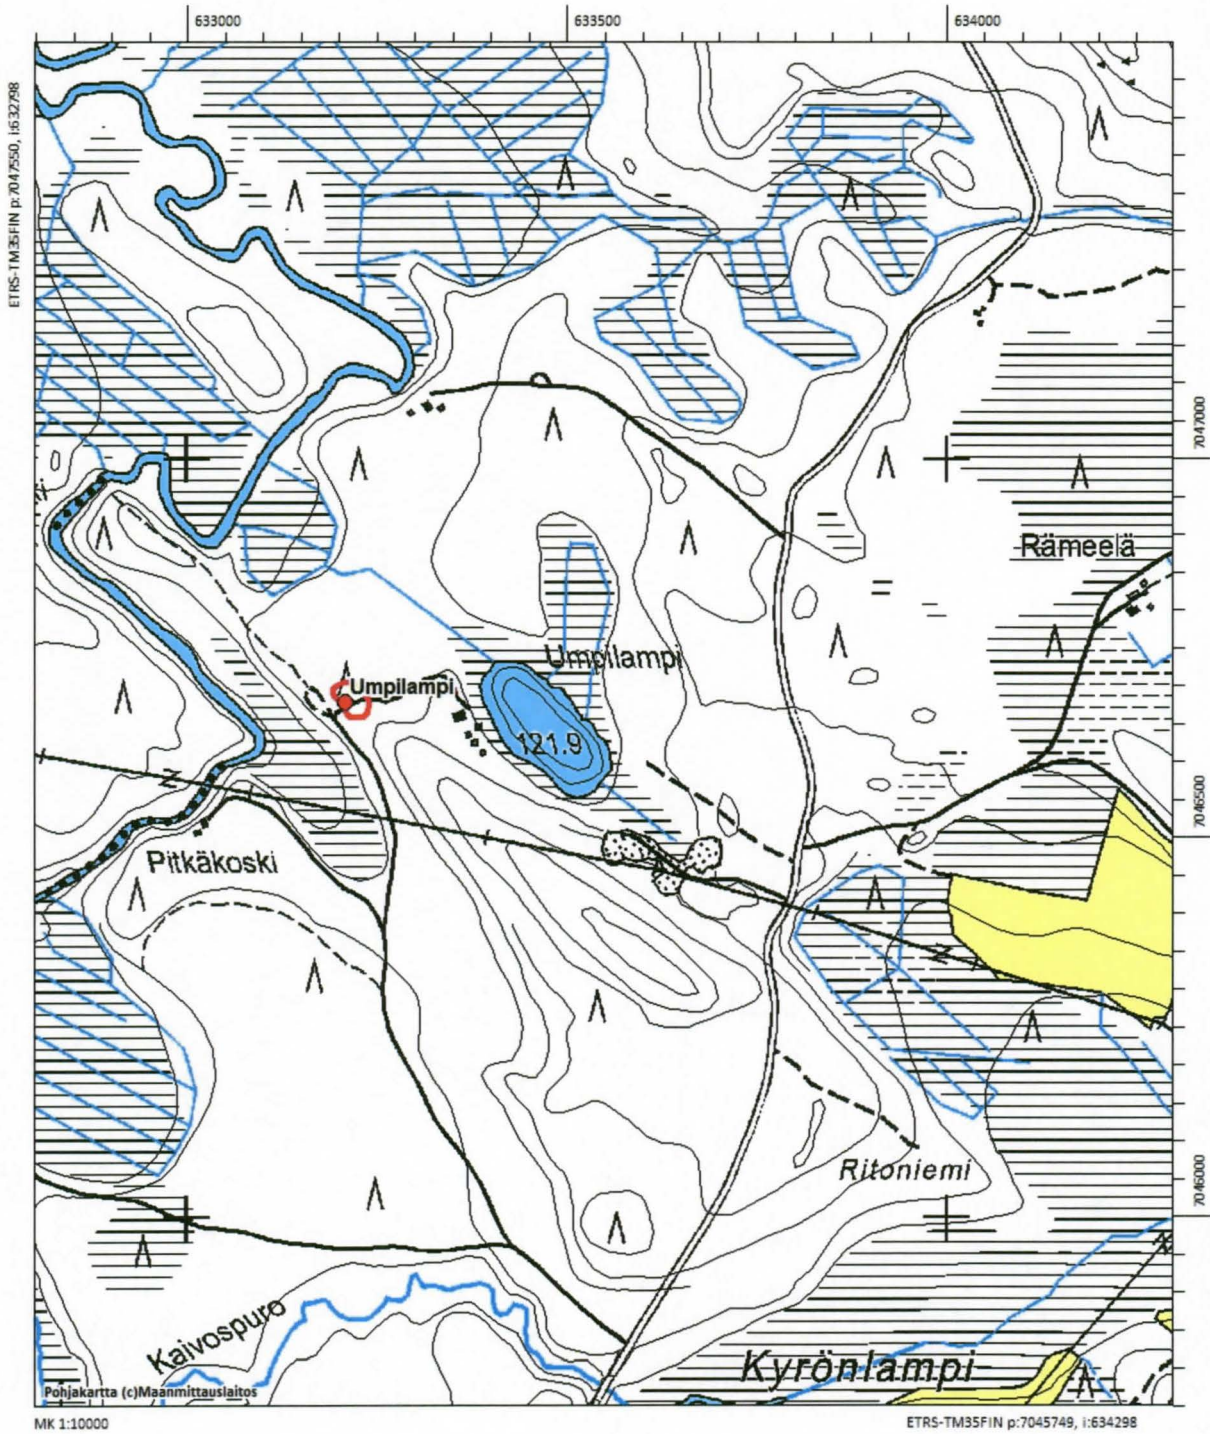 633000
633500
634000
ETRS-TM35FIN p:7047550, i:632798
7047000
Rämeelä
Umpilampi
Umpilampi
121.9
7046500
Pitkäkoski
Ritoniemi
7046000
Kaivospuro
Kyrönlampi
Pohjakartta (c)Maanmittauslaitos
MK 1:10000
ETRS-TM35FIN p:7045749, i:634298